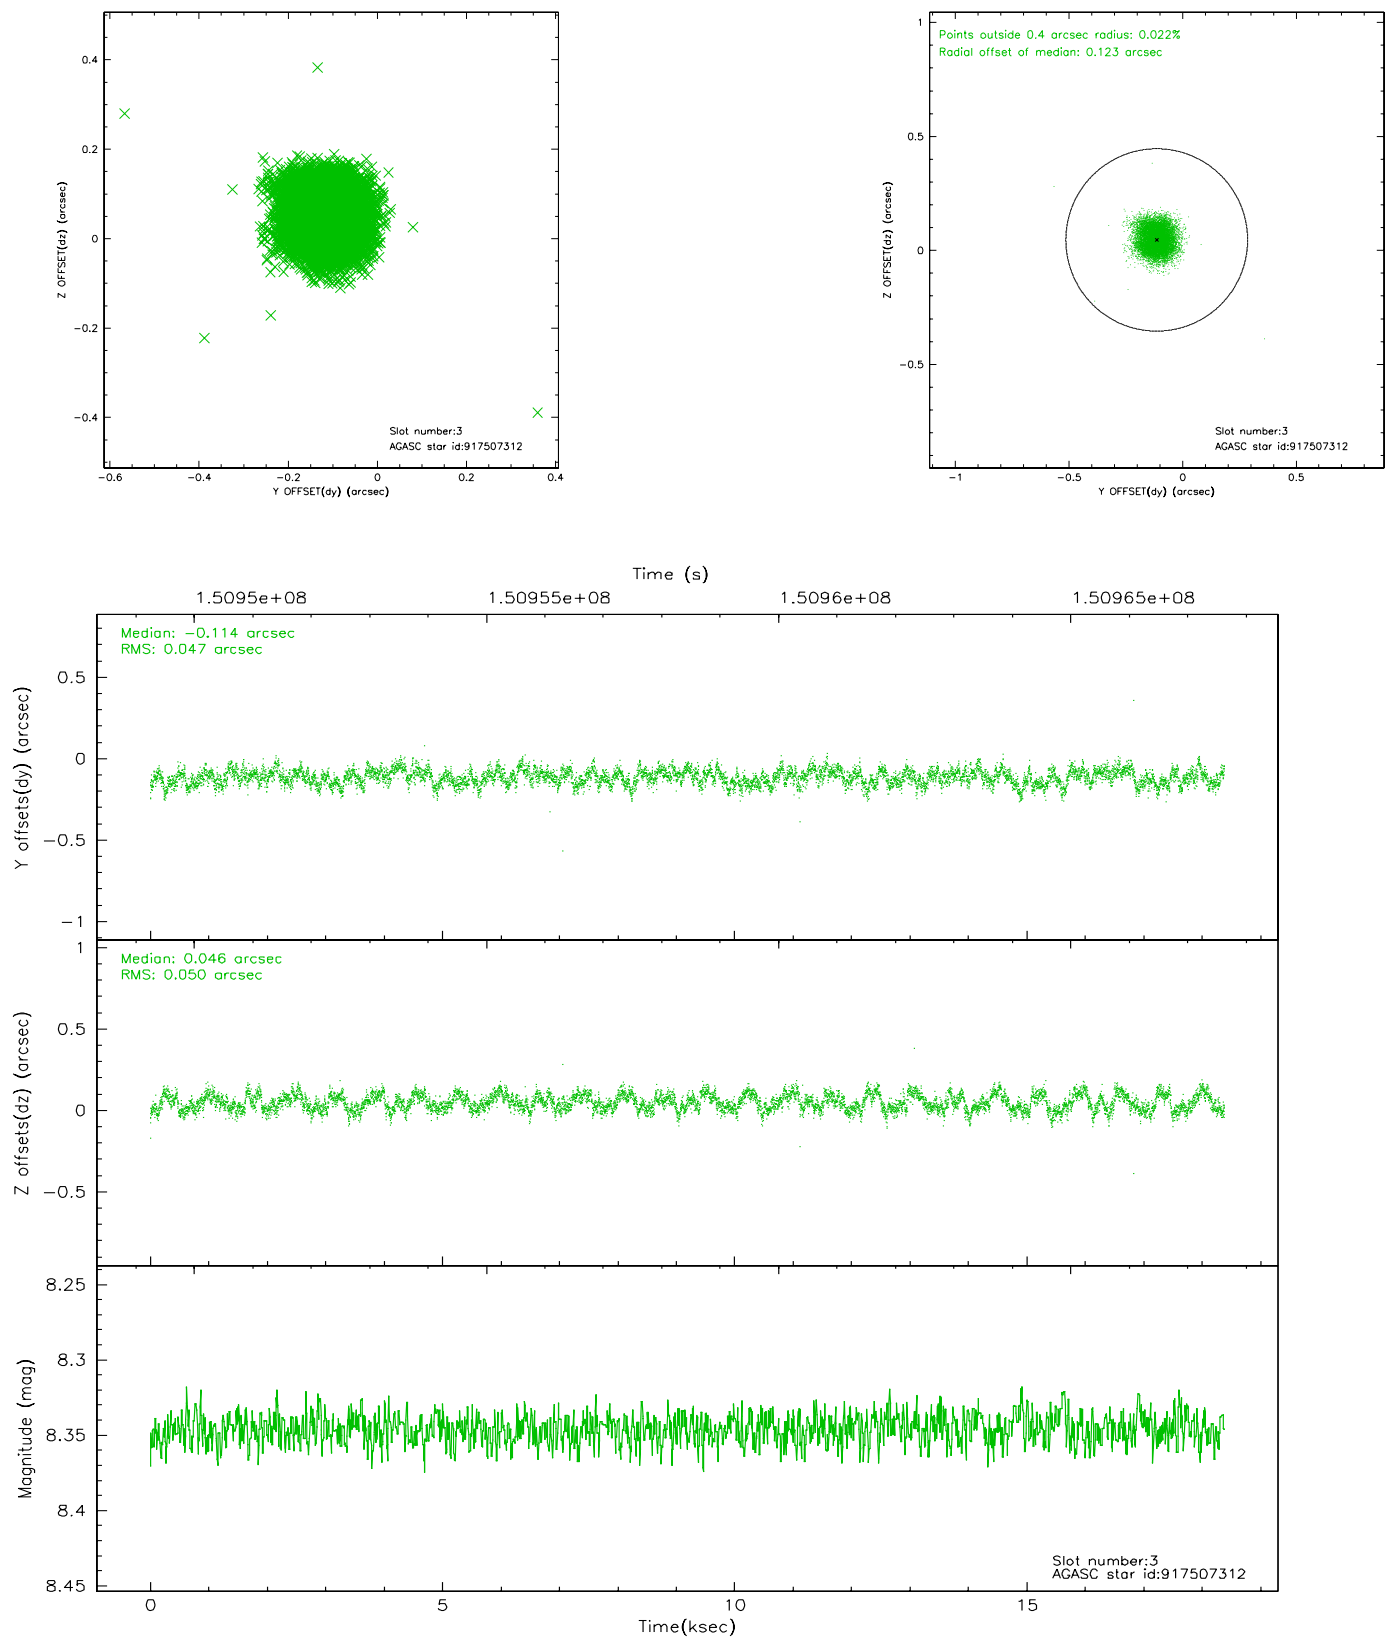 0.4
0.2
0
−0.2
−0.4
Z OFFSET(dz) (arcsec)
−0.6
−0.4
−0.2
0
0.2
0.4
Y OFFSET(dy) (arcsec)
Slot number:3
AGASC star id:917507312
Points outside 0.4 arcsec radius: 0.022%
Radial offset of median: 0.123 arcsec
1
0.5
0
−0.5
Z OFFSET(dz) (arcsec)
−1
−0.5
0
0.5
Y OFFSET(dy) (arcsec)
Slot number:3
AGASC star id:917507312
Time (s)
1.5095e+08
1.50955e+08
1.5096e+08
1.50965e+08
Median: −0.114 arcsec
RMS: 0.047 arcsec
0.5
0
−0.5
−1
Y offsets(dy) (arcsec)
Median: 0.046 arcsec
RMS: 0.050 arcsec
1
0.5
0
−0.5
Z offsets(dz) (arcsec)
8.25
8.3
8.35
8.4
8.45
Magnitude (mag)
Slot number:3
AGASC star id:917507312
0
5
10
15
Time(ksec)